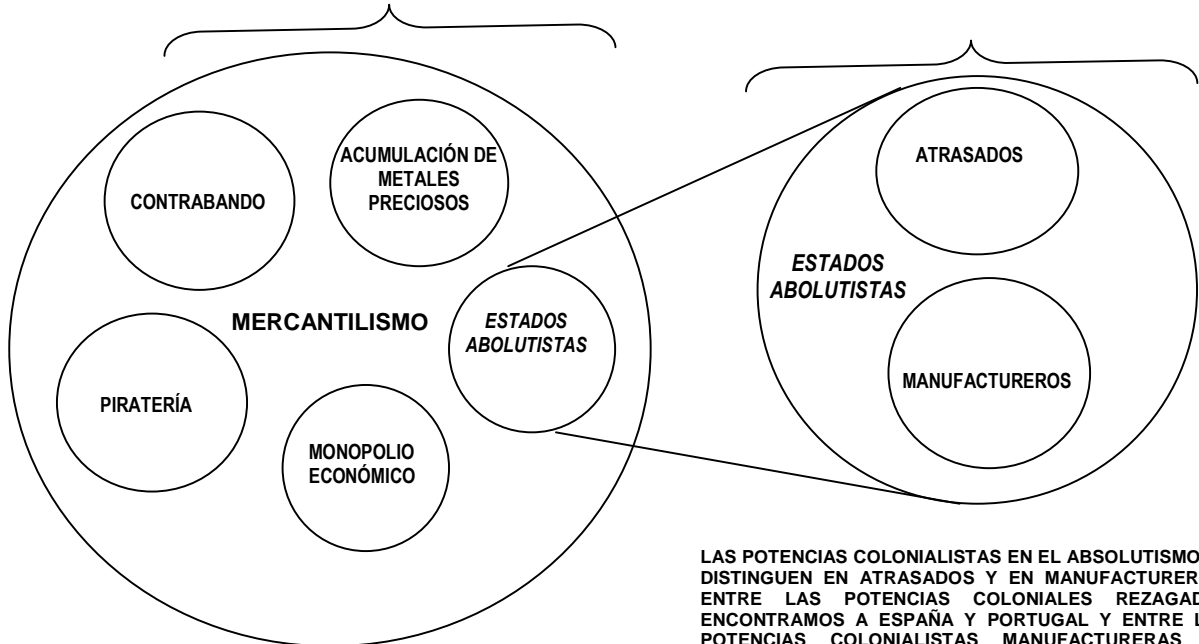 CONTRABANDO
ACUMULACIÓN DE
METALES
PRECIOSOS
MERCANTILISMO
ESTADOS
ABOLUTISTAS
PIRATERÍA
MONOPOLIO
ECONÓMICO
ATRASADOS
ESTADOS
ABOLUTISTAS
MANUFACTUREROS
LAS POTENCIAS COLONIALISTAS EN EL ABSOLUTISMO
DISTINGUEN EN ATRASADOS Y EN
ENTRE LAS POTENCIAS COLONIALES
ENCONTRAMOS A ESPAÑA Y PORTUGAL Y ENTRE
POTENCIAS COLONIALISTAS MANUFACTURERAS